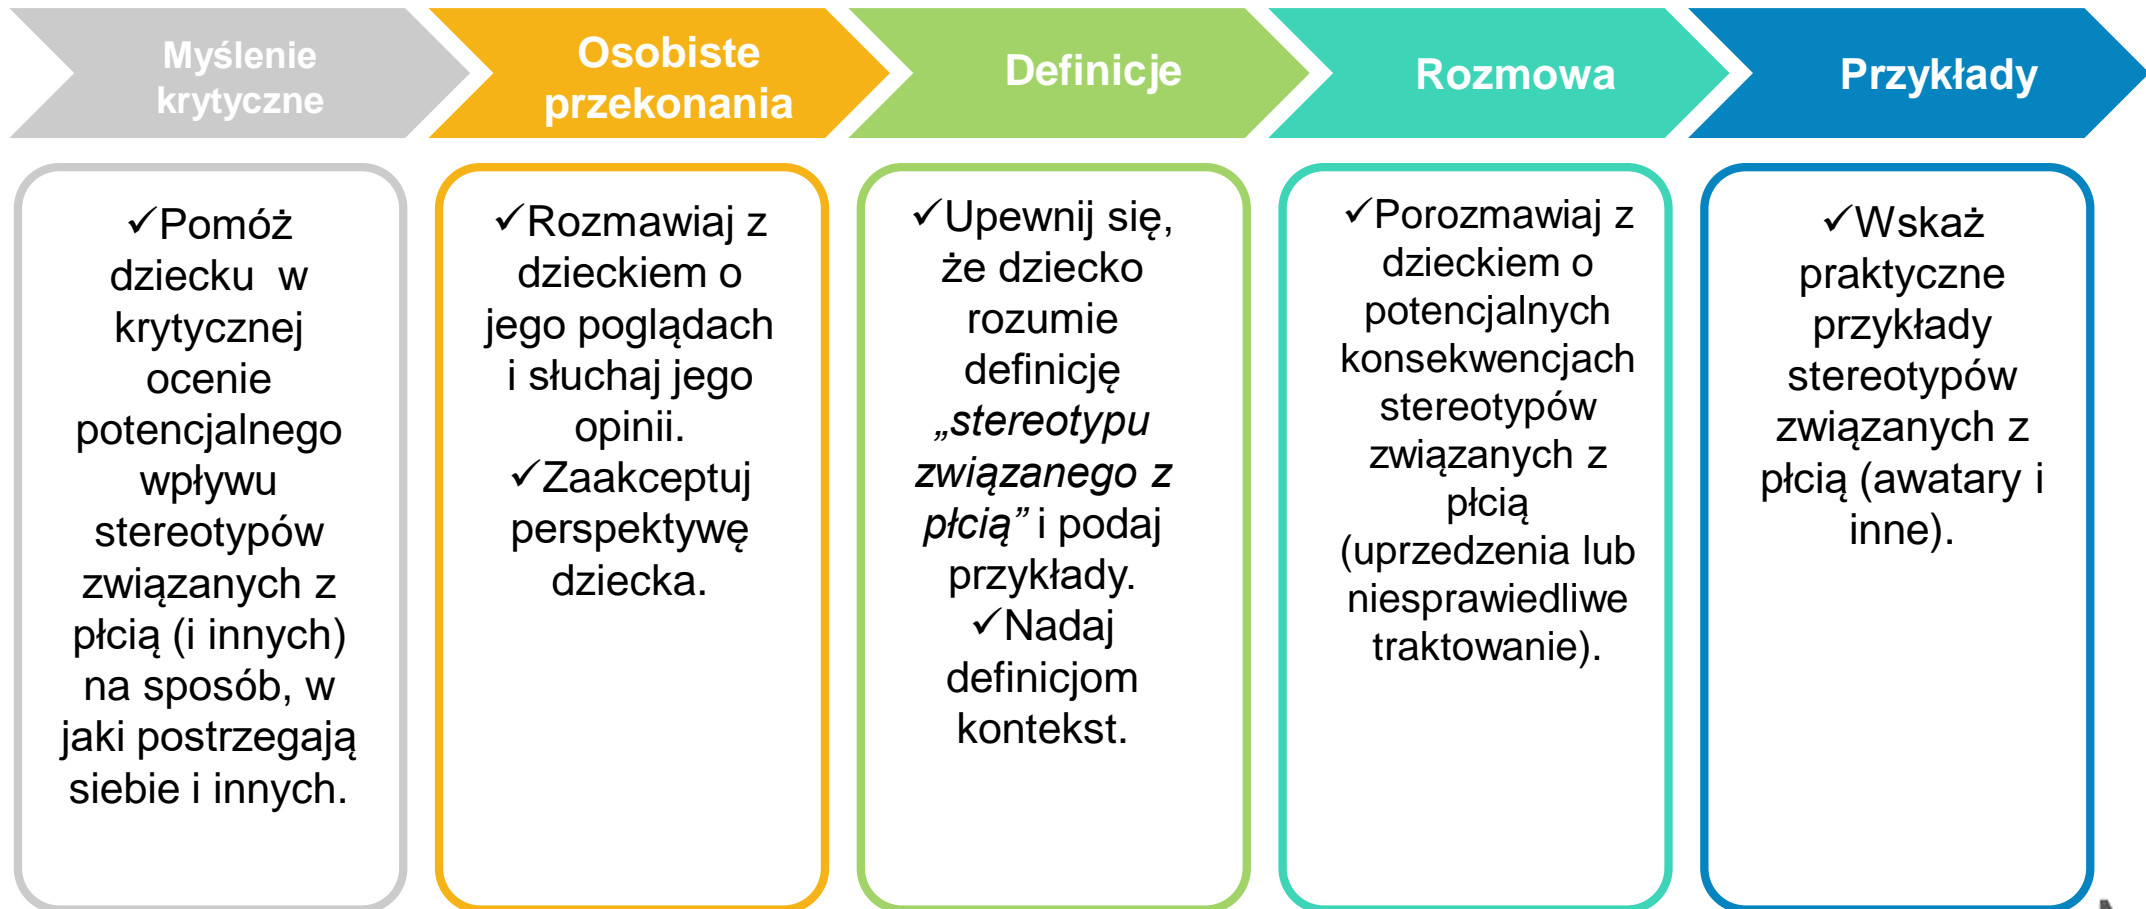 Myślenie
krytyczne
Osobiste
przekonania
Definicje
Rozmowa
Przykłady
✓Pomóż
dziecku w
krytycznej
ocenie
potencjalnego
wpływu
stereotypów
związanych z
płcią (i innych)
na sposób, w
jaki postrzegają
siebie i innych.
✓Rozmawiaj z
dzieckiem o
jego poglądach
i słuchaj jego
opinii.
✓Zaakceptuj
perspektywę
dziecka.
✓Upewnij się,
że dziecko
rozumie
definicję
„stereotypu
związanego z
płcią” i podaj
przykłady.
✓Nadaj
definicjom
kontekst.
✓Porozmawiaj z
dzieckiem o
potencjalnych
konsekwencjach
stereotypów
związanych z
płcią
(uprzedzenia lub
niesprawiedliwe
traktowanie).
✓Wskaż
praktyczne
przykłady
stereotypów
związanych z
płcią (awatary i
inne).